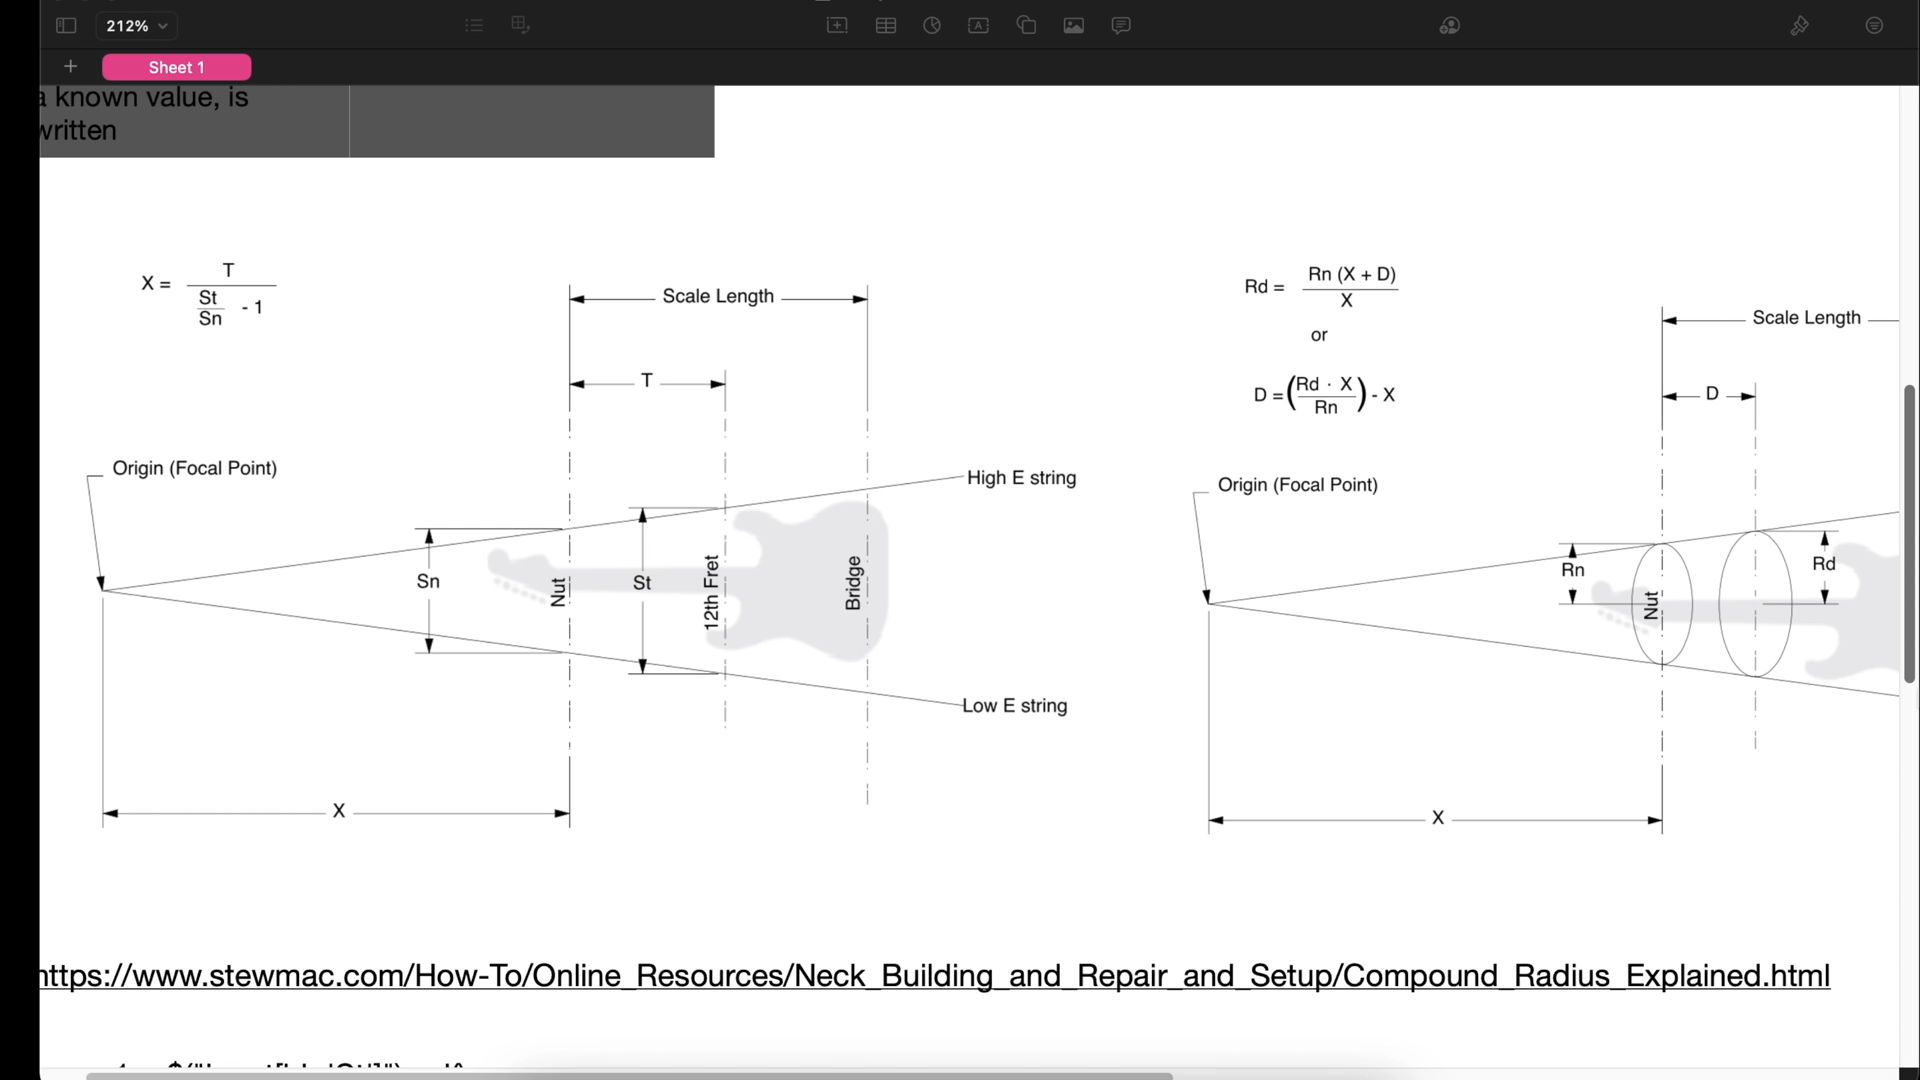 212%
Sheet 1
a known value, is
written
X = T / St / Sn - 1
Scale Length
T
Origin (Focal Point)
High E string
Sn
Nut
St
12th Fret
Bridge
Low E string
X
Rd = Rn (X + D) / X
or
D = (Rd · X / Rn) - X
Scale Length
D
Origin (Focal Point)
Rn
Nut
Rd
X
https://www.stewmac.com/How-To/Online_Resources/Neck_Building_and_Repair_and_Setup/Compound_Radius_Explained.html